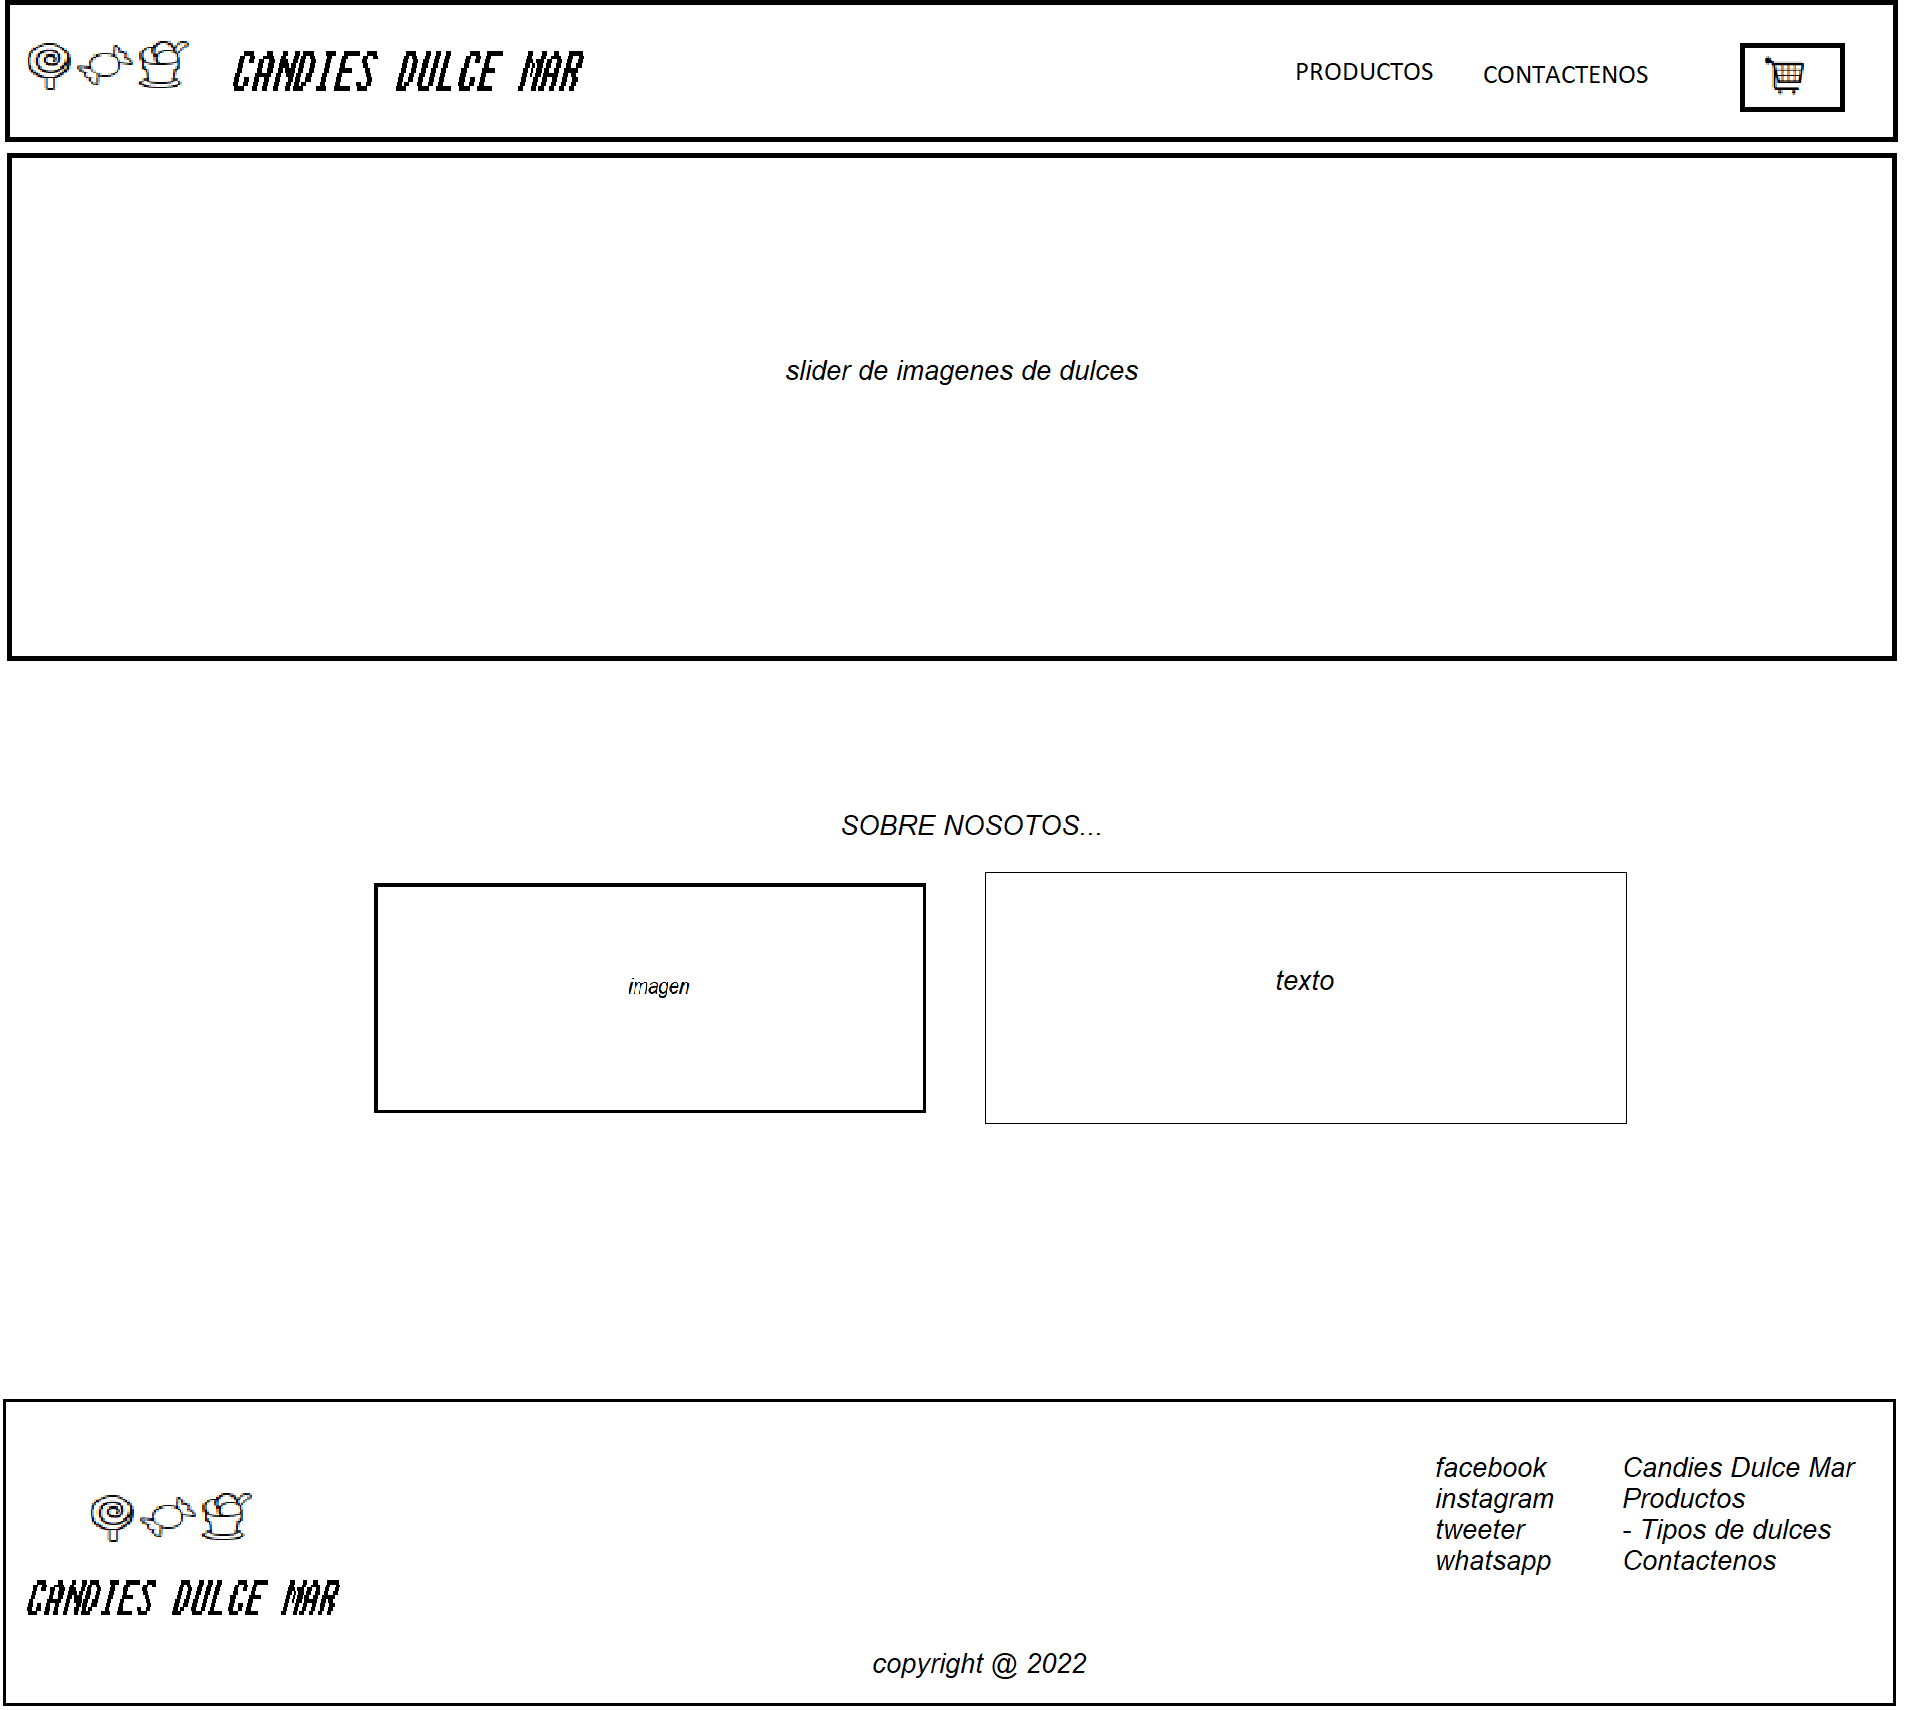 CANDIES DULCE MAR
PRODUCTOS
CONTACTENOS
slider de imagenes de dulces
SOBRE NOSOTOS...
imagen
texto
CANDIES DULCE MAR
facebook
instagram
tweeter
whatsapp
Candies Dulce Mar
Productos
- Tipos de dulces
Contactenos
copyright @ 2022